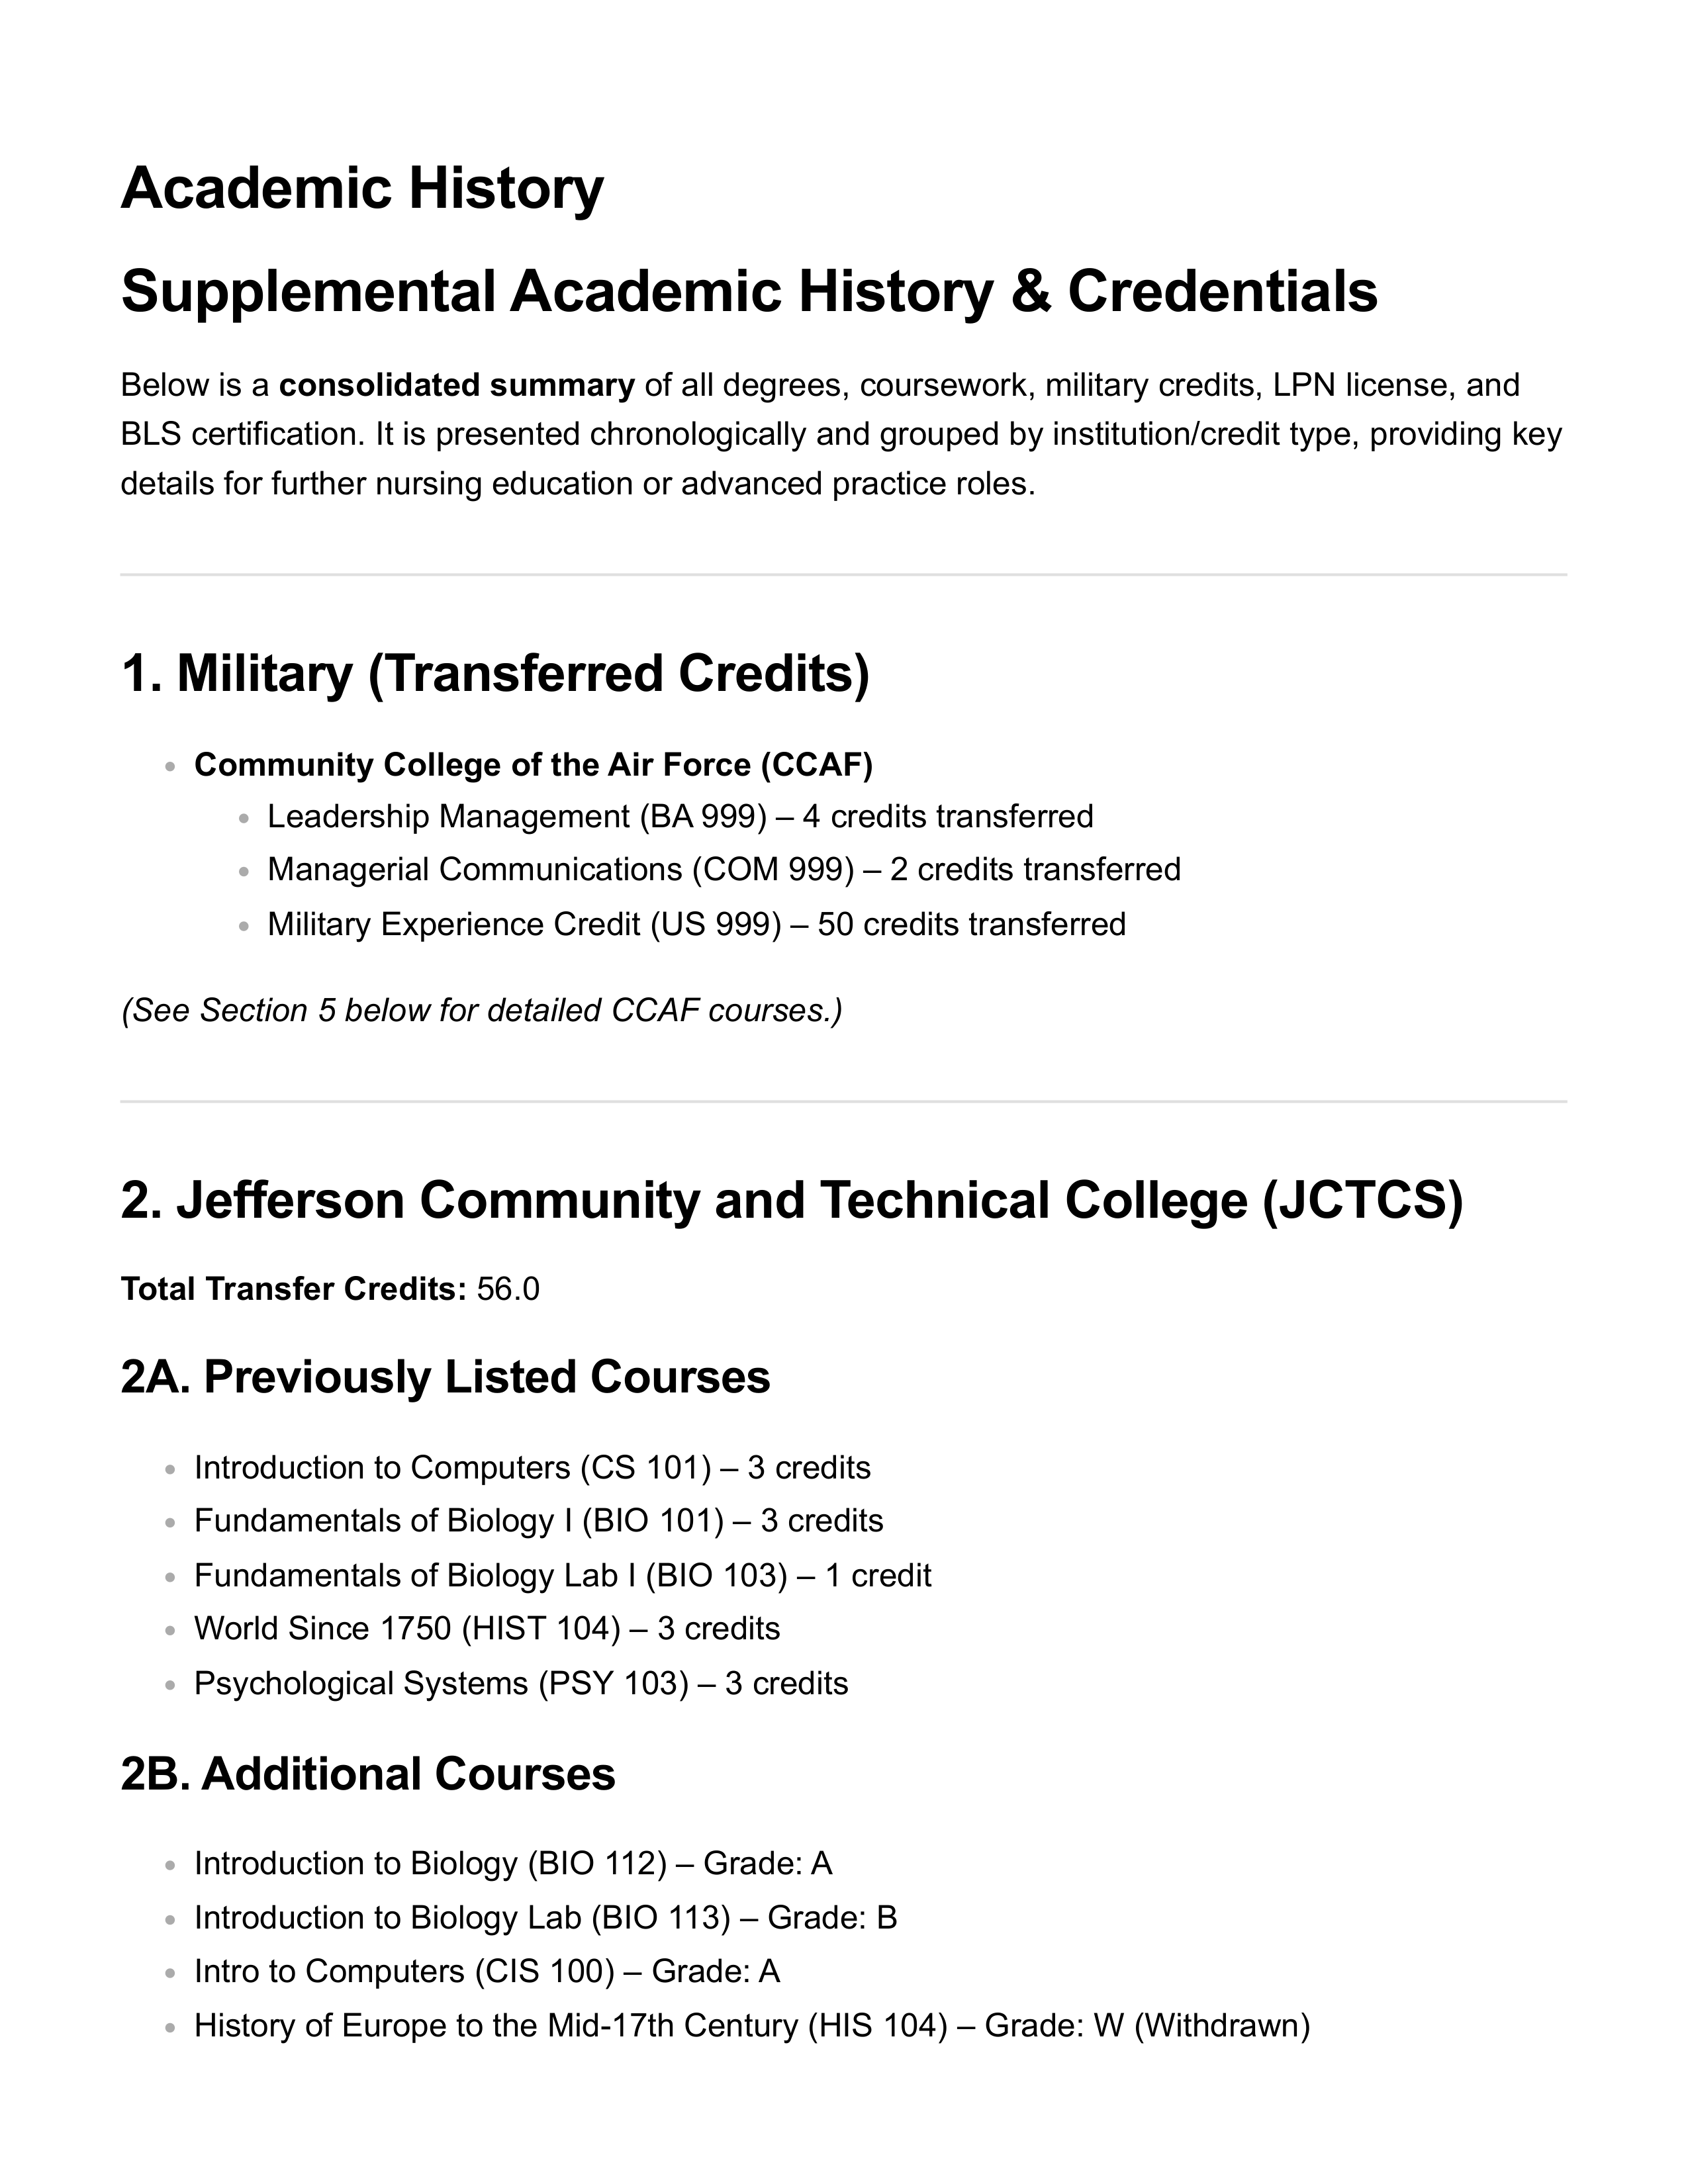 Academic History
Supplemental Academic History & Credentials
Below is a consolidated summary of all degrees, coursework, military credits, LPN license, and
BLS certification. It is presented chronologically and grouped by institution/credit type, providing key
details for further nursing education or advanced practice roles.
1. Military (Transferred Credits)
• Community College of the Air Force (CCAF)
• Leadership Management (BA 999) – 4 credits transferred
• Managerial Communications (COM 999) – 2 credits transferred
• Military Experience Credit (US 999) – 50 credits transferred
(See Section 5 below for detailed CCAF courses.)
2. Jefferson Community and Technical College (JCTCS)
Total Transfer Credits: 56.0
2A. Previously Listed Courses
• Introduction to Computers (CS 101) – 3 credits
• Fundamentals of Biology I (BIO 101) – 3 credits
• Fundamentals of Biology Lab I (BIO 103) – 1 credit
• World Since 1750 (HIST 104) – 3 credits
• Psychological Systems (PSY 103) – 3 credits
2B. Additional Courses
• Introduction to Biology (BIO 112) – Grade: A
• Introduction to Biology Lab (BIO 113) – Grade: B
• Intro to Computers (CIS 100) – Grade: A
• History of Europe to the Mid-17th Century (HIS 104) – Grade: W (Withdrawn)